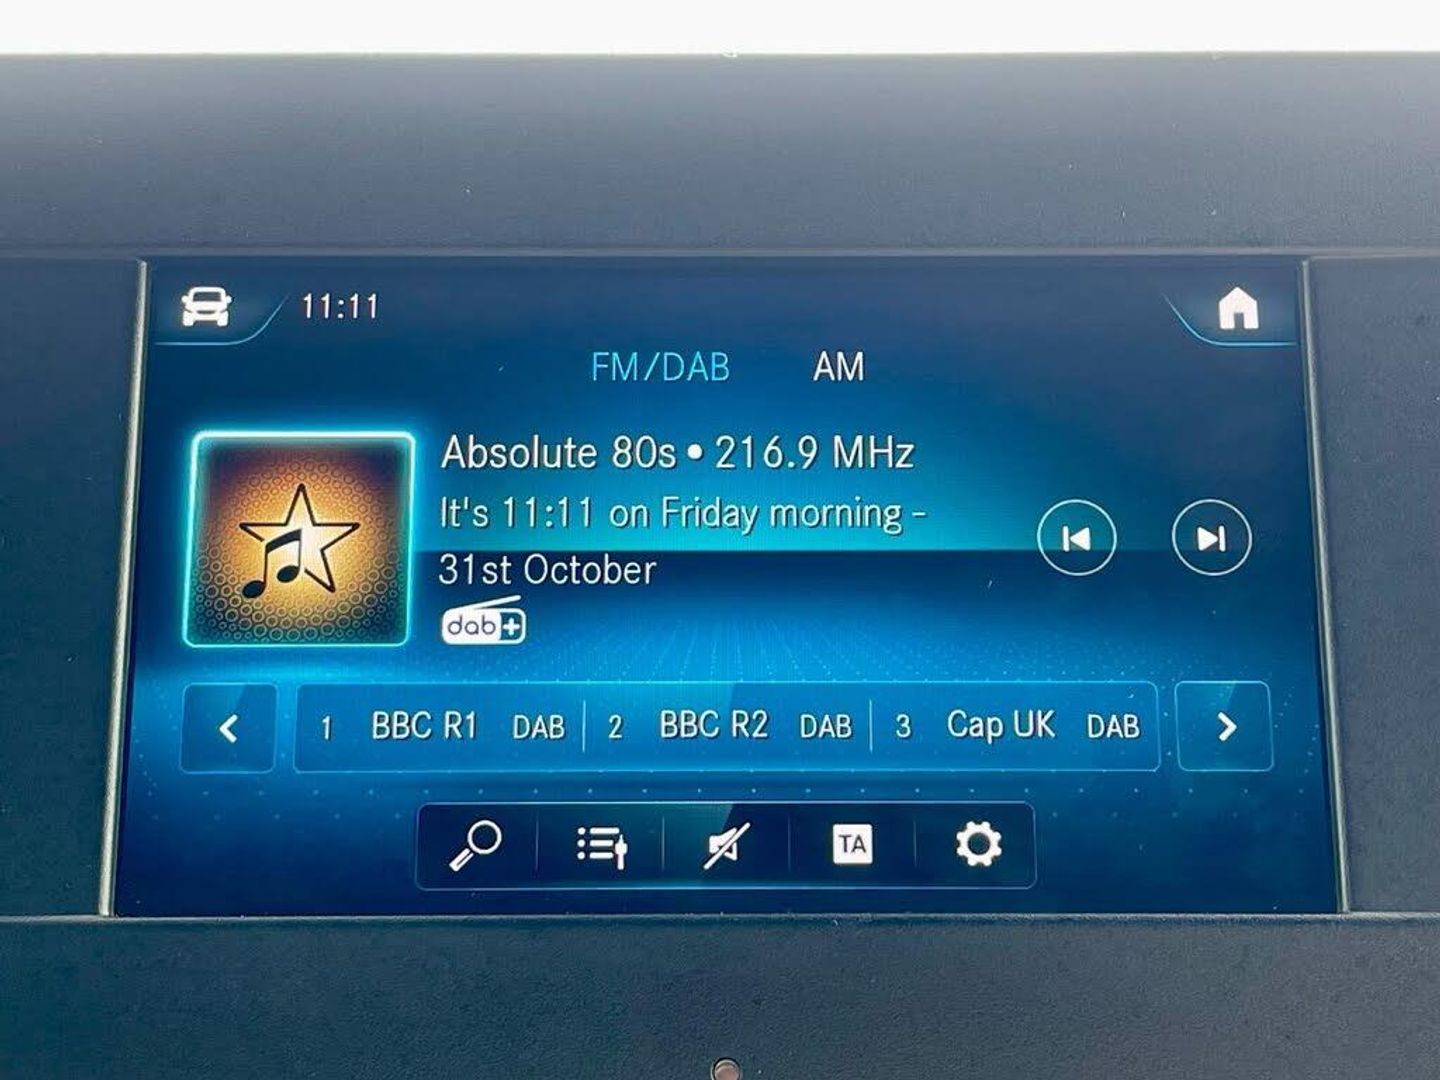 11:11
FM/DAB AM
Absolute 80s • 216.9 MHz
It's 11:11 on Friday morning -
31st October
dab+
1 BBC R1 DAB 2 BBC R2 DAB 3 Cap UK DAB
TA